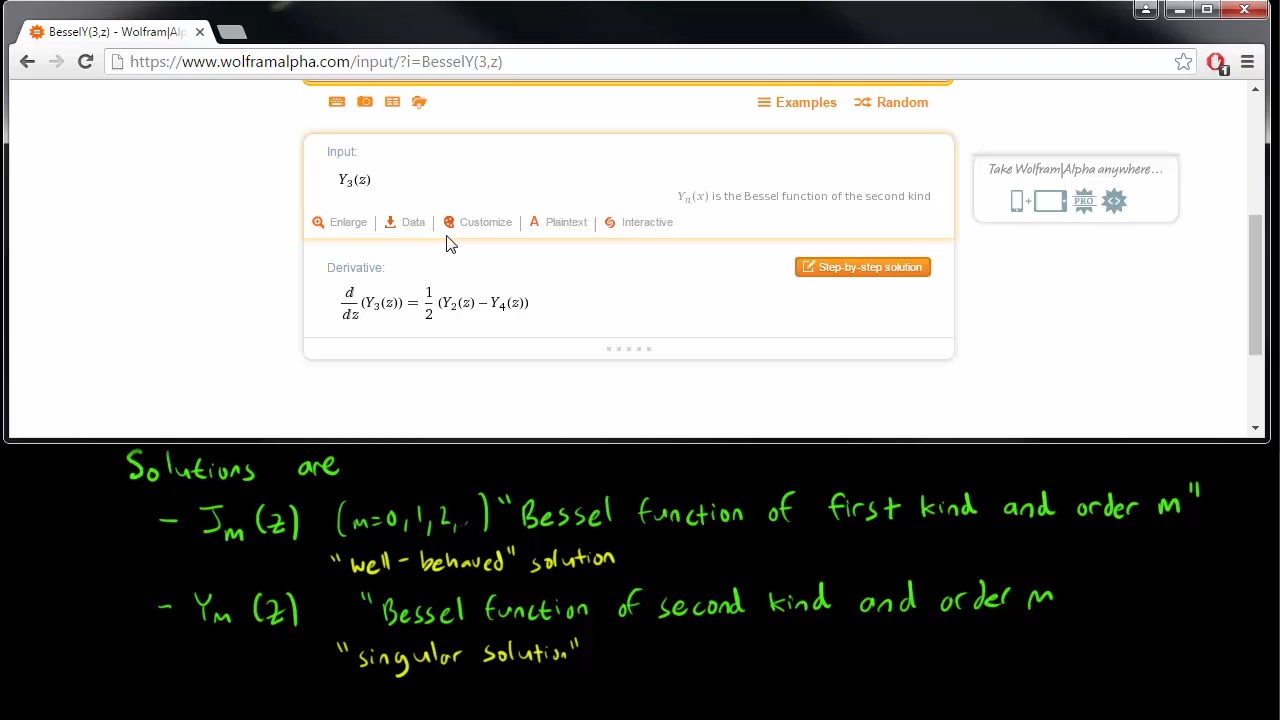 BesselY(3,z) - Wolfram|Alp
https://www.wolframalpha.com/input/?i=BesselY(3,z)
1
Examples Random
Input:
Y₃(z)
Yₙ(x) is the Bessel function of the second kind
Enlarge Data Customize A Plaintext Interactive
Take Wolfram|Alpha anywhere...
PRO
Derivative:
Step-by-step solution
d/dz (Y₃(z)) = 1/2 (Y₂(z) − Y₄(z))
Solutions are
- Jₘ(z) (m=0,1,2,..) "Bessel function of first kind and order m"
"well-behaved" solution
- Yₘ(z) "Bessel function of second kind and order m
"singular solution"